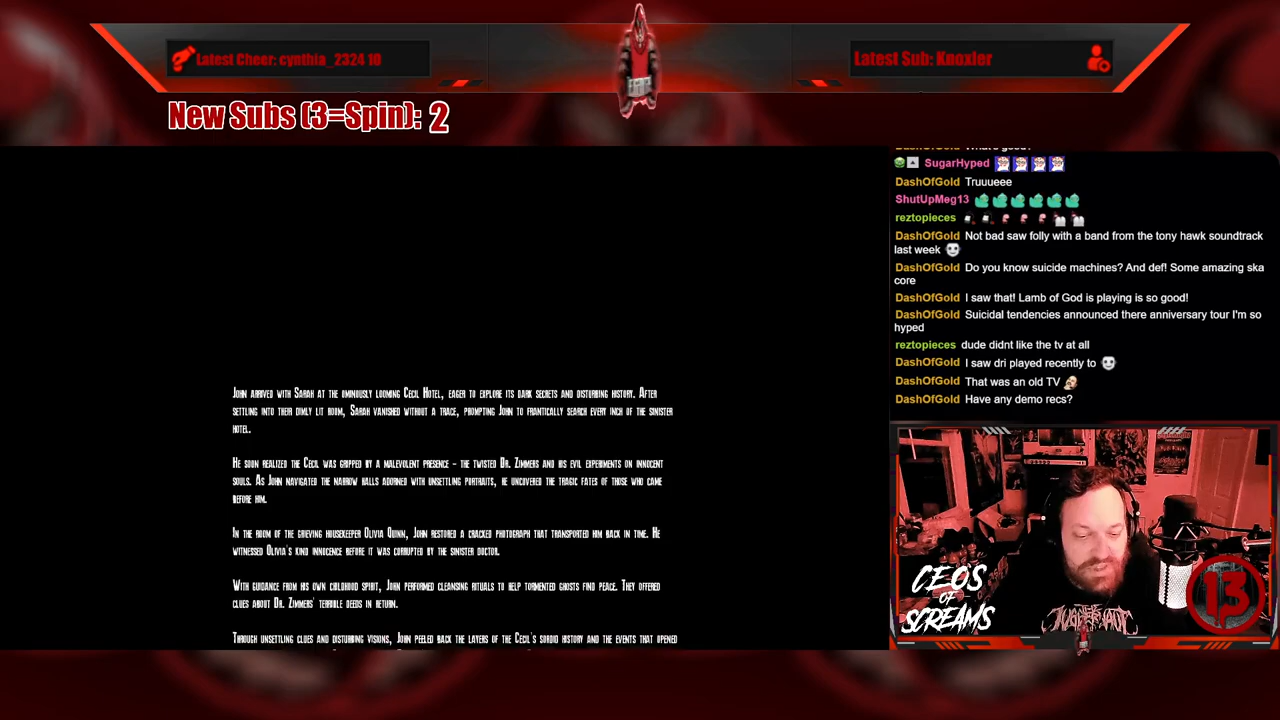 Latest Cheer: cynthia_2324 10
Latest Sub: Knoxler
New Subs (3=Spin): 2
JOHN ARRIVED WITH SARAH AT THE OMINOUSLY LOOMING CECIL HOTEL, EAGER TO EXPLORE ITS DARK SECRETS AND DISTURBING HISTORY. AFTER
SETTLING INTO THEIR DIMLY LIT ROOM, SARAH VANISHED WITHOUT A TRACE, PROMPTING JOHN TO FRANTICALLY SEARCH EVERY INCH OF THE SINISTER
HOTEL.
HE SOON REALIZED THE CECIL WAS GRIPPED BY A MALEVOLENT PRESENCE - THE TWISTED DR. ZIMMERS AND HIS EVIL EXPERIMENTS ON INNOCENT
SOULS. AS JOHN NAVIGATED THE NARROW HALLS ADORNED WITH UNSETTLING PORTRAITS, HE UNCOVERED THE TRAGIC FATES OF THOSE WHO CAME
BEFORE HIM.
IN THE ROOM OF THE GRIEVING HOUSEKEEPER OLIVIA QUINN, JOHN RESTORED A CRACKED PHOTOGRAPH THAT TRANSPORTED HIM BACK IN TIME. HE
WITNESSED OLIVIA'S KIND INNOCENCE BEFORE IT WAS CORRUPTED BY THE SINISTER DOCTOR.
WITH GUIDANCE FROM HIS OWN CHILDHOOD SPIRIT, JOHN PERFORMED CLEANSING RITUALS TO HELP TORMENTED GHOSTS FIND PEACE. THEY OFFERED
CLUES ABOUT DR. ZIMMERS' TERRIBLE DEEDS IN RETURN.
THROUGH UNSETTLING CLUES AND DISTURBING VISIONS, JOHN PEELED BACK THE LAYERS OF THE CECIL'S SORDID HISTORY AND THE EVENTS THAT OPENED
DashOfGold What's good?
SugarHyped
DashOfGold Truuueee
ShutUpMeg13
reztopieces
DashOfGold Not bad saw folly with a band from the tony hawk soundtrack
last week
DashOfGold Do you know suicide machines? And def! Some amazing ska
core
DashOfGold I saw that! Lamb of God is playing is so good!
DashOfGold Suicidal tendencies announced there anniversary tour I'm so
hyped
reztopieces dude didnt like the tv at all
DashOfGold I saw dri played recently to
DashOfGold That was an old TV
DashOfGold Have any demo recs?
CEOS
OF
SCREAMS
13